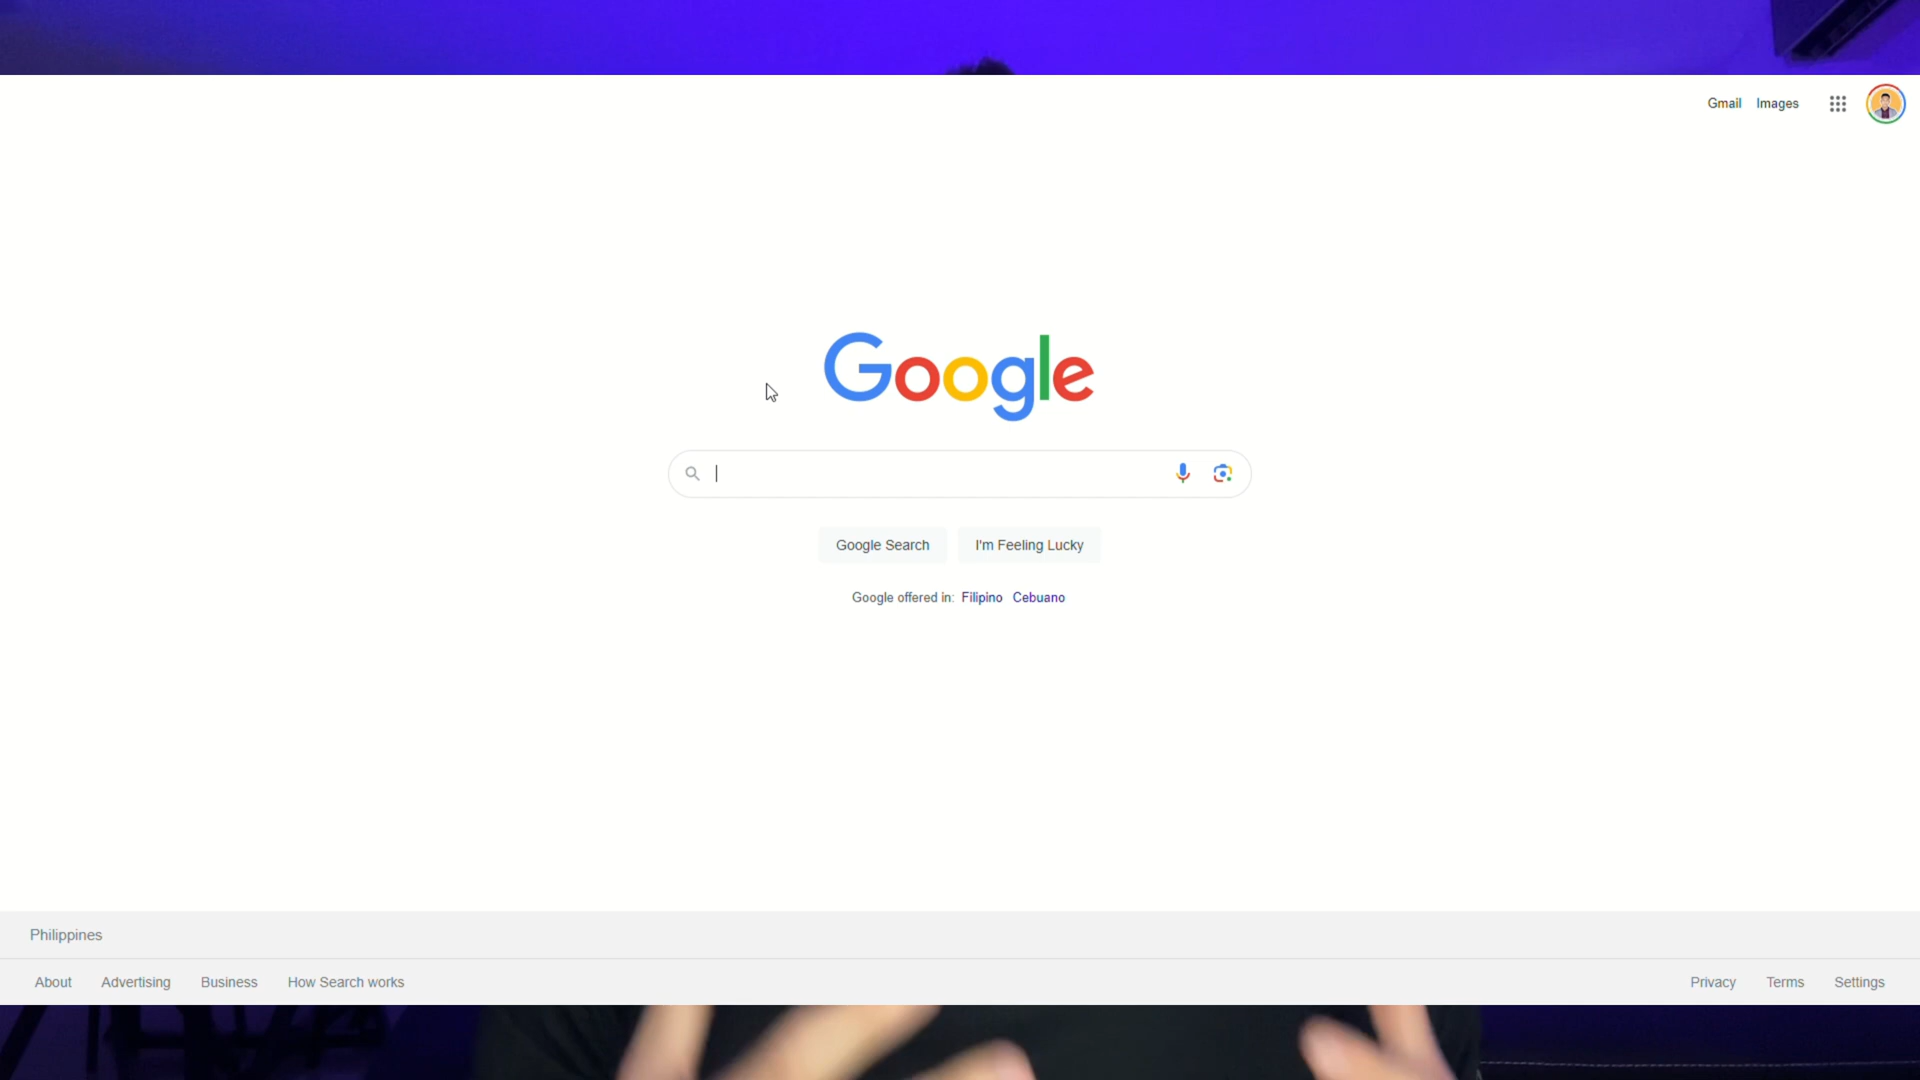 Gmail Images
Google
Google Search I'm Feeling Lucky
Google offered in: Filipino Cebuano
Philippines
About Advertising Business How Search works Privacy Terms Settings